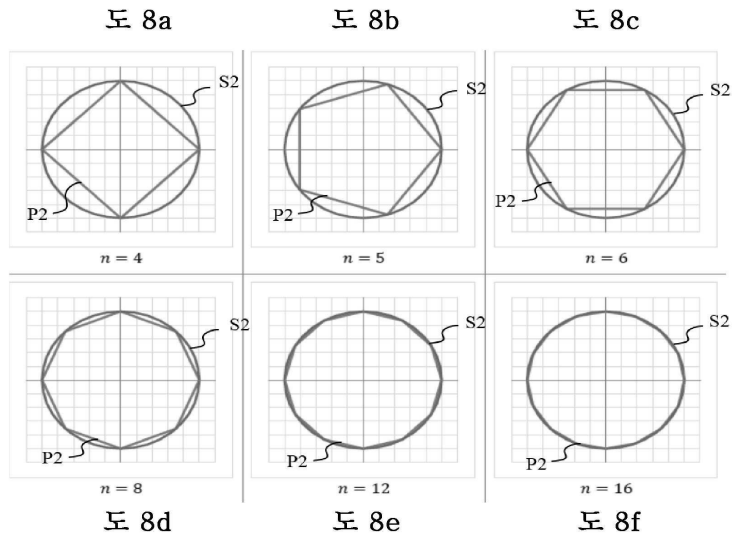 도 8a 도 8b 도 8c
S2 S2 S2
P2 P2 P2
n = 4 n = 5 n = 6
S2 S2 S2
P2 P2 P2
n = 8 n = 12 n = 16
도 8d 도 8e 도 8f